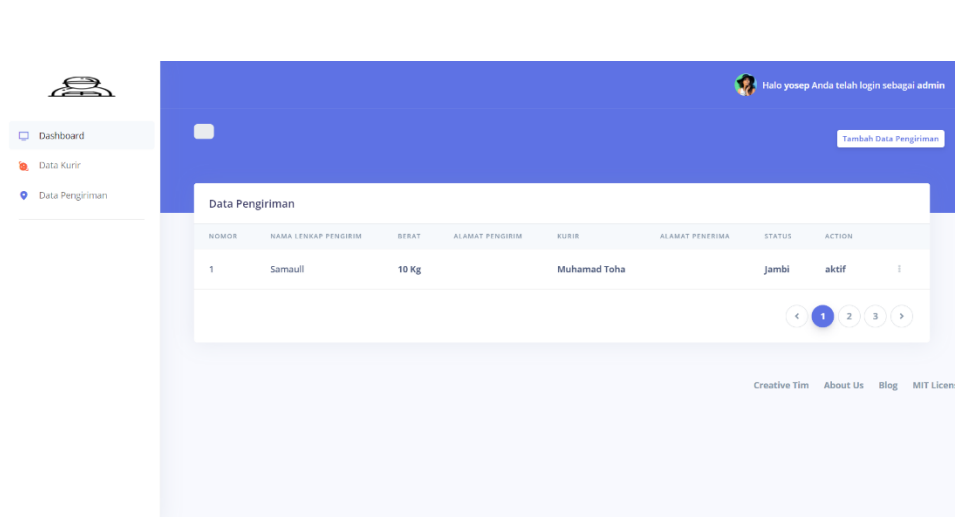 Halo yosep Anda telah login sebagai admin
Dashboard
Data Kurir
Data Pengiriman
Tambah Data Pengiriman
Data Pengiriman
NOMOR NAMA LENKAP PENGIRIM BERAT ALAMAT PENGIRIM KURIR ALAMAT PENERIMA STATUS ACTION
1 Samaull 10 Kg Muhamad Toha Jambi aktif
1 2 3
Creative Tim About Us Blog MIT Licen